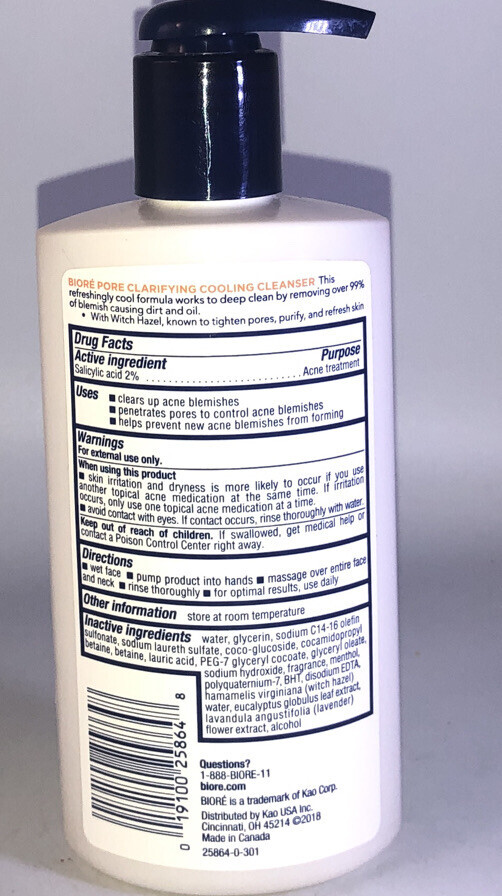 BIORÉ PORE CLARIFYING COOLING CLEANSER This
refreshingly cool formula works to deep clean by removing over 99%
of blemish causing dirt and oil.
• With Witch Hazel, known to tighten pores, purify, and refresh skin
Drug Facts
Active ingredient Purpose
Salicylic acid 2% ............................ Acne treatment
Uses ■ clears up acne blemishes
■ penetrates pores to control acne blemishes
■ helps prevent new acne blemishes from forming
Warnings
For external use only.
When using this product
■ skin irritation and dryness is more likely to occur if you use
another topical acne medication at the same time. If irritation
occurs, only use one topical acne medication at a time.
■ avoid contact with eyes. If contact occurs, rinse thoroughly with water.
Keep out of reach of children. If swallowed, get medical help or
contact a Poison Control Center right away.
Directions
■ wet face ■ pump product into hands ■ massage over entire face
and neck ■ rinse thoroughly ■ for optimal results, use daily
Other information store at room temperature
Inactive ingredients water, glycerin, sodium C14-16 olefin
sulfonate, sodium laureth sulfate, coco-glucoside, cocamidopropyl
betaine, betaine, lauric acid, PEG-7 glyceryl cocoate, glyceryl oleate,
sodium hydroxide, fragrance, menthol,
polyquaternium-7, BHT, disodium EDTA,
hamamelis virginiana (witch hazel)
water, eucalyptus globulus leaf extract,
lavandula angustifolia (lavender)
flower extract, alcohol
0 19100 25864 8
Questions?
1-888-BIORE-11
biore.com
BIORÉ is a trademark of Kao Corp.
Distributed by Kao USA Inc.
Cincinnati, OH 45214 ©2018
Made in Canada
25864-0-301